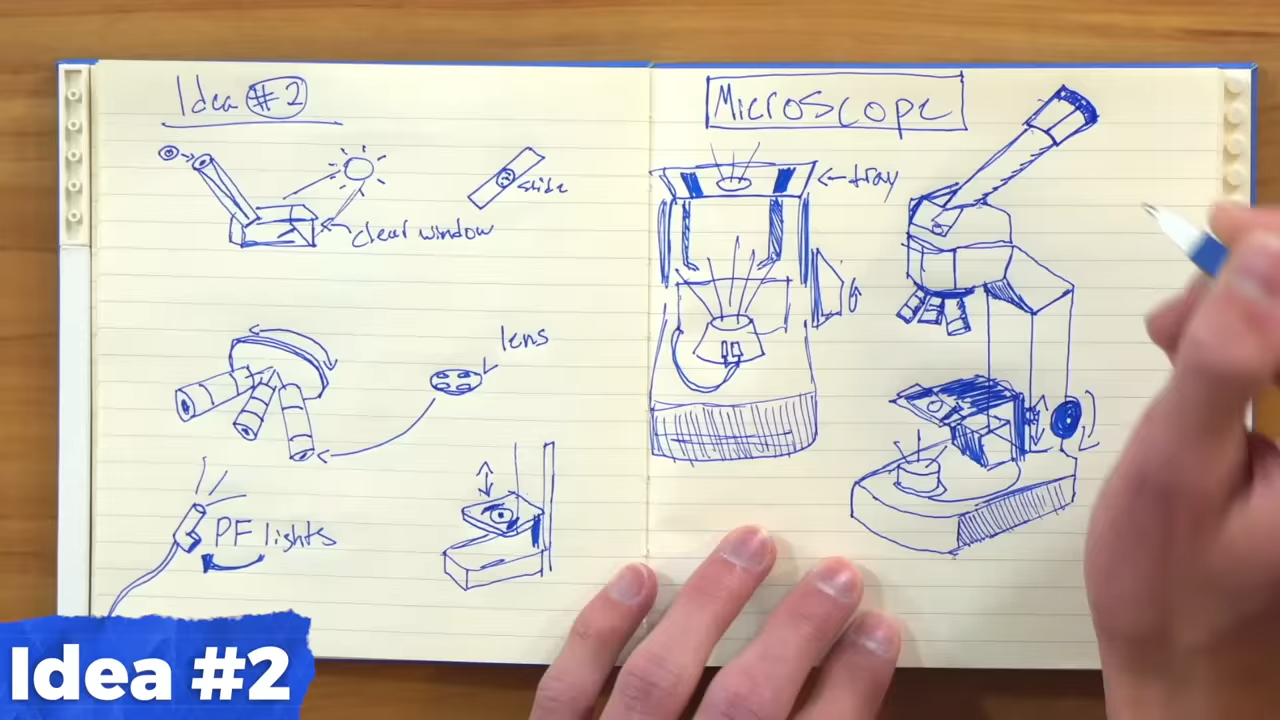 Idea #2
slide
clear window
lens
PF lights
Microscope
←tray
Idea #2